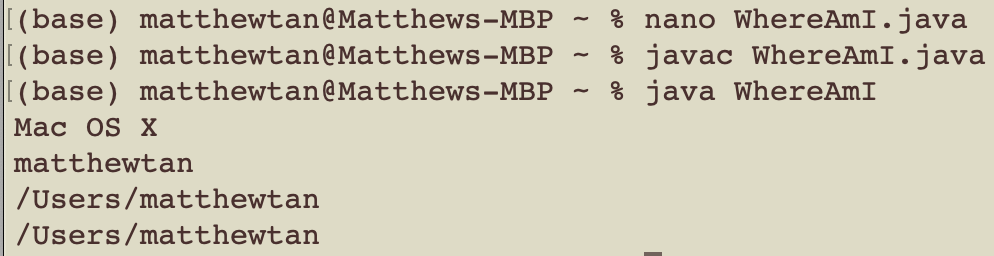 [(base) matthewtan@Matthews-MBP ~ % nano WhereAmI.java
[(base) matthewtan@Matthews-MBP ~ % javac WhereAmI.java
[(base) matthewtan@Matthews-MBP ~ % java WhereAmI
Mac OS X
matthewtan
/Users/matthewtan
/Users/matthewtan